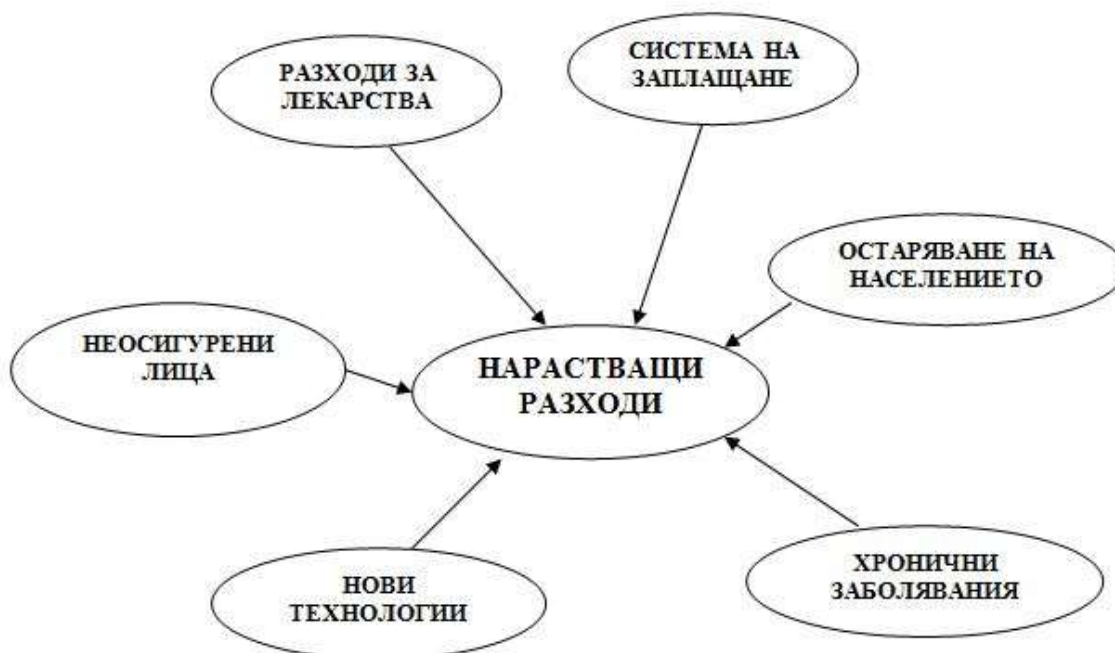 РАЗХОДИ ЗА
ЛЕКАРСТВА
СИСТЕМА НА
ЗАПЛАЩАНЕ
ОСТАРЯВАНЕ НА
НАСЕЛЕНИЕТО
НЕОСИГУРЕНИ
ЛИЦА
НАРАСТВАЩИ
РАЗХОДИ
НОВИ
ТЕХНОЛОГИИ
ХРОНИЧНИ
ЗАБОЛЯВАНИЯ